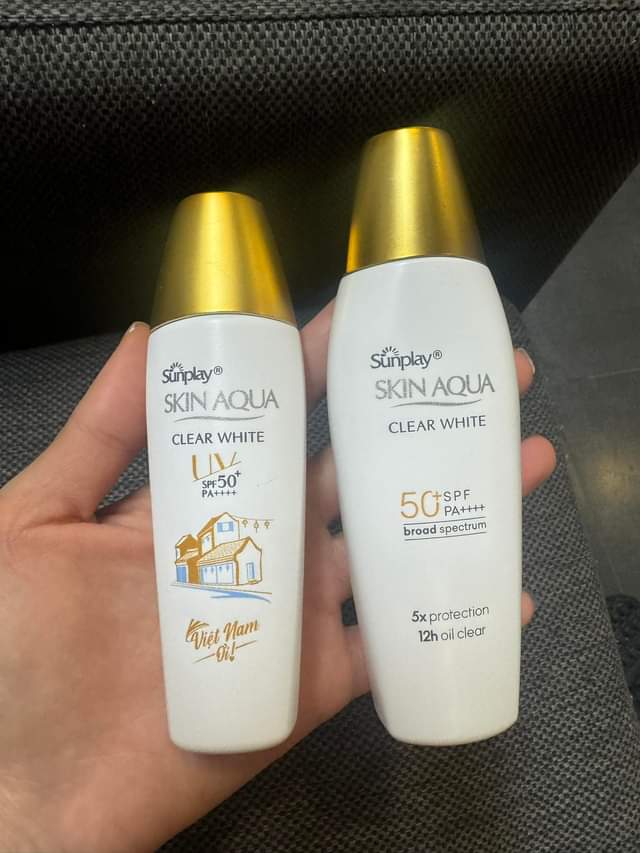 Sunplay®
SKIN AQUA
CLEAR WHITE
UV
SPF50+
PA++++
Việt Nam
Ơi!
Sunplay®
SKIN AQUA
CLEAR WHITE
50+ SPF
PA++++
broad spectrum
5x protection
12h oil clear